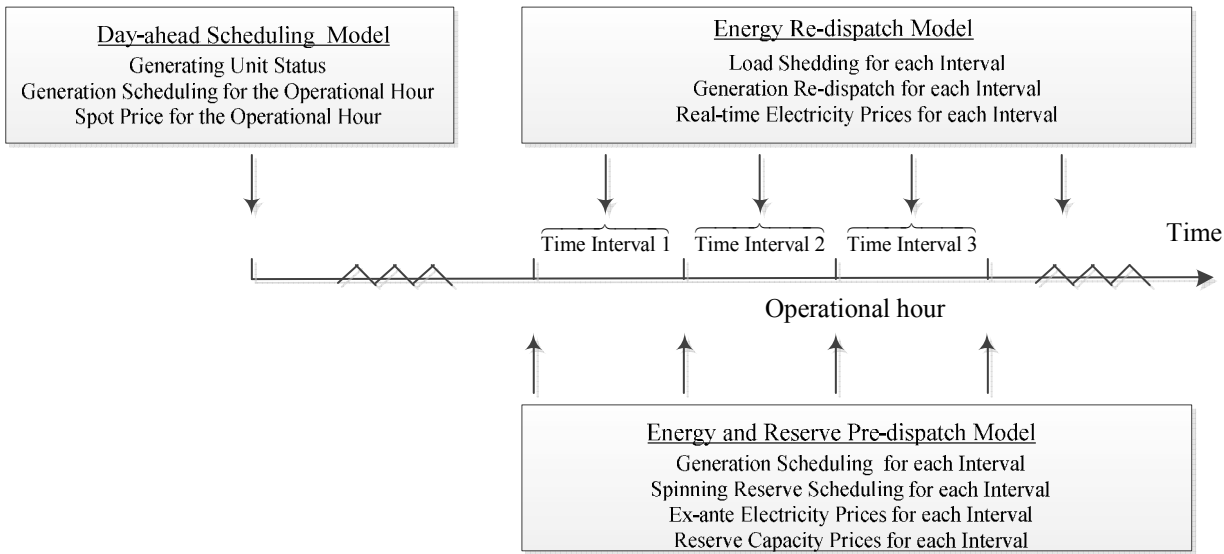 Day-ahead Scheduling Model
Generating Unit Status
Generation Scheduling for the Operational Hour
Spot Price for the Operational Hour
Energy Re-dispatch Model
Load Shedding for each Interval
Generation Re-dispatch for each Interval
Real-time Electricity Prices for each Interval
Time Interval 1
Time Interval 2
Time Interval 3
Time
Operational hour
Energy and Reserve Pre-dispatch Model
Generation Scheduling for each Interval
Spinning Reserve Scheduling for each Interval
Ex-ante Electricity Prices for each Interval
Reserve Capacity Prices for each Interval